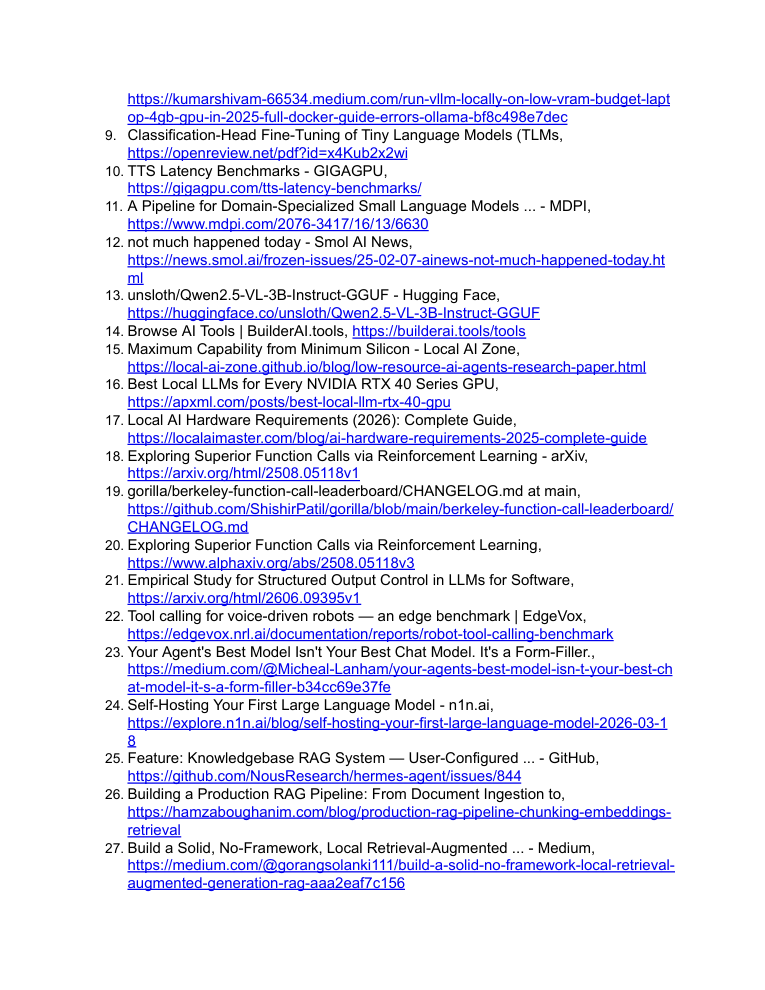 https://kumarshivam-66534.medium.com/run-vllm-locally-on-low-vram-budget-lapt
op-4gb-gpu-in-2025-full-docker-guide-errors-ollama-bf8c498e7dec
9. Classification-Head Fine-Tuning of Tiny Language Models (TLMs,
https://openreview.net/pdf?id=x4Kub2x2wi
10. TTS Latency Benchmarks - GIGAGPU,
https://gigagpu.com/tts-latency-benchmarks/
11. A Pipeline for Domain-Specialized Small Language Models ... - MDPI,
https://www.mdpi.com/2076-3417/16/13/6630
12. not much happened today - Smol AI News,
https://news.smol.ai/frozen-issues/25-02-07-ainews-not-much-happened-today.ht
ml
13. unsloth/Qwen2.5-VL-3B-Instruct-GGUF - Hugging Face,
https://huggingface.co/unsloth/Qwen2.5-VL-3B-Instruct-GGUF
14. Browse AI Tools | BuilderAI.tools, https://builderai.tools/tools
15. Maximum Capability from Minimum Silicon - Local AI Zone,
https://local-ai-zone.github.io/blog/low-resource-ai-agents-research-paper.html
16. Best Local LLMs for Every NVIDIA RTX 40 Series GPU,
https://apxml.com/posts/best-local-llm-rtx-40-gpu
17. Local AI Hardware Requirements (2026): Complete Guide,
https://localaimaster.com/blog/ai-hardware-requirements-2025-complete-guide
18. Exploring Superior Function Calls via Reinforcement Learning - arXiv,
https://arxiv.org/html/2508.05118v1
19. gorilla/berkeley-function-call-leaderboard/CHANGELOG.md at main,
https://github.com/ShishirPatil/gorilla/blob/main/berkeley-function-call-leaderboard/
CHANGELOG.md
20. Exploring Superior Function Calls via Reinforcement Learning,
https://www.alphaxiv.org/abs/2508.05118v3
21. Empirical Study for Structured Output Control in LLMs for Software,
https://arxiv.org/html/2606.09395v1
22. Tool calling for voice-driven robots — an edge benchmark | EdgeVox,
https://edgevox.nrl.ai/documentation/reports/robot-tool-calling-benchmark
23. Your Agent's Best Model Isn't Your Best Chat Model. It's a Form-Filler.,
https://medium.com/@Micheal-Lanham/your-agents-best-model-isn-t-your-best-ch
at-model-it-s-a-form-filler-b34cc69e37fe
24. Self-Hosting Your First Large Language Model - n1n.ai,
https://explore.n1n.ai/blog/self-hosting-your-first-large-language-model-2026-03-1
8
25. Feature: Knowledgebase RAG System — User-Configured ... - GitHub,
https://github.com/NousResearch/hermes-agent/issues/844
26. Building a Production RAG Pipeline: From Document Ingestion to,
https://hamzaboughanim.com/blog/production-rag-pipeline-chunking-embeddings-
retrieval
27. Build a Solid, No-Framework, Local Retrieval-Augmented ... - Medium,
https://medium.com/@gorangsolanki111/build-a-solid-no-framework-local-retrieval-
augmented-generation-rag-aaa2eaf7c156